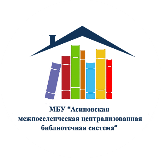 МБУ "Асиновская
межпоселенческая централизованная
библиотечная система"